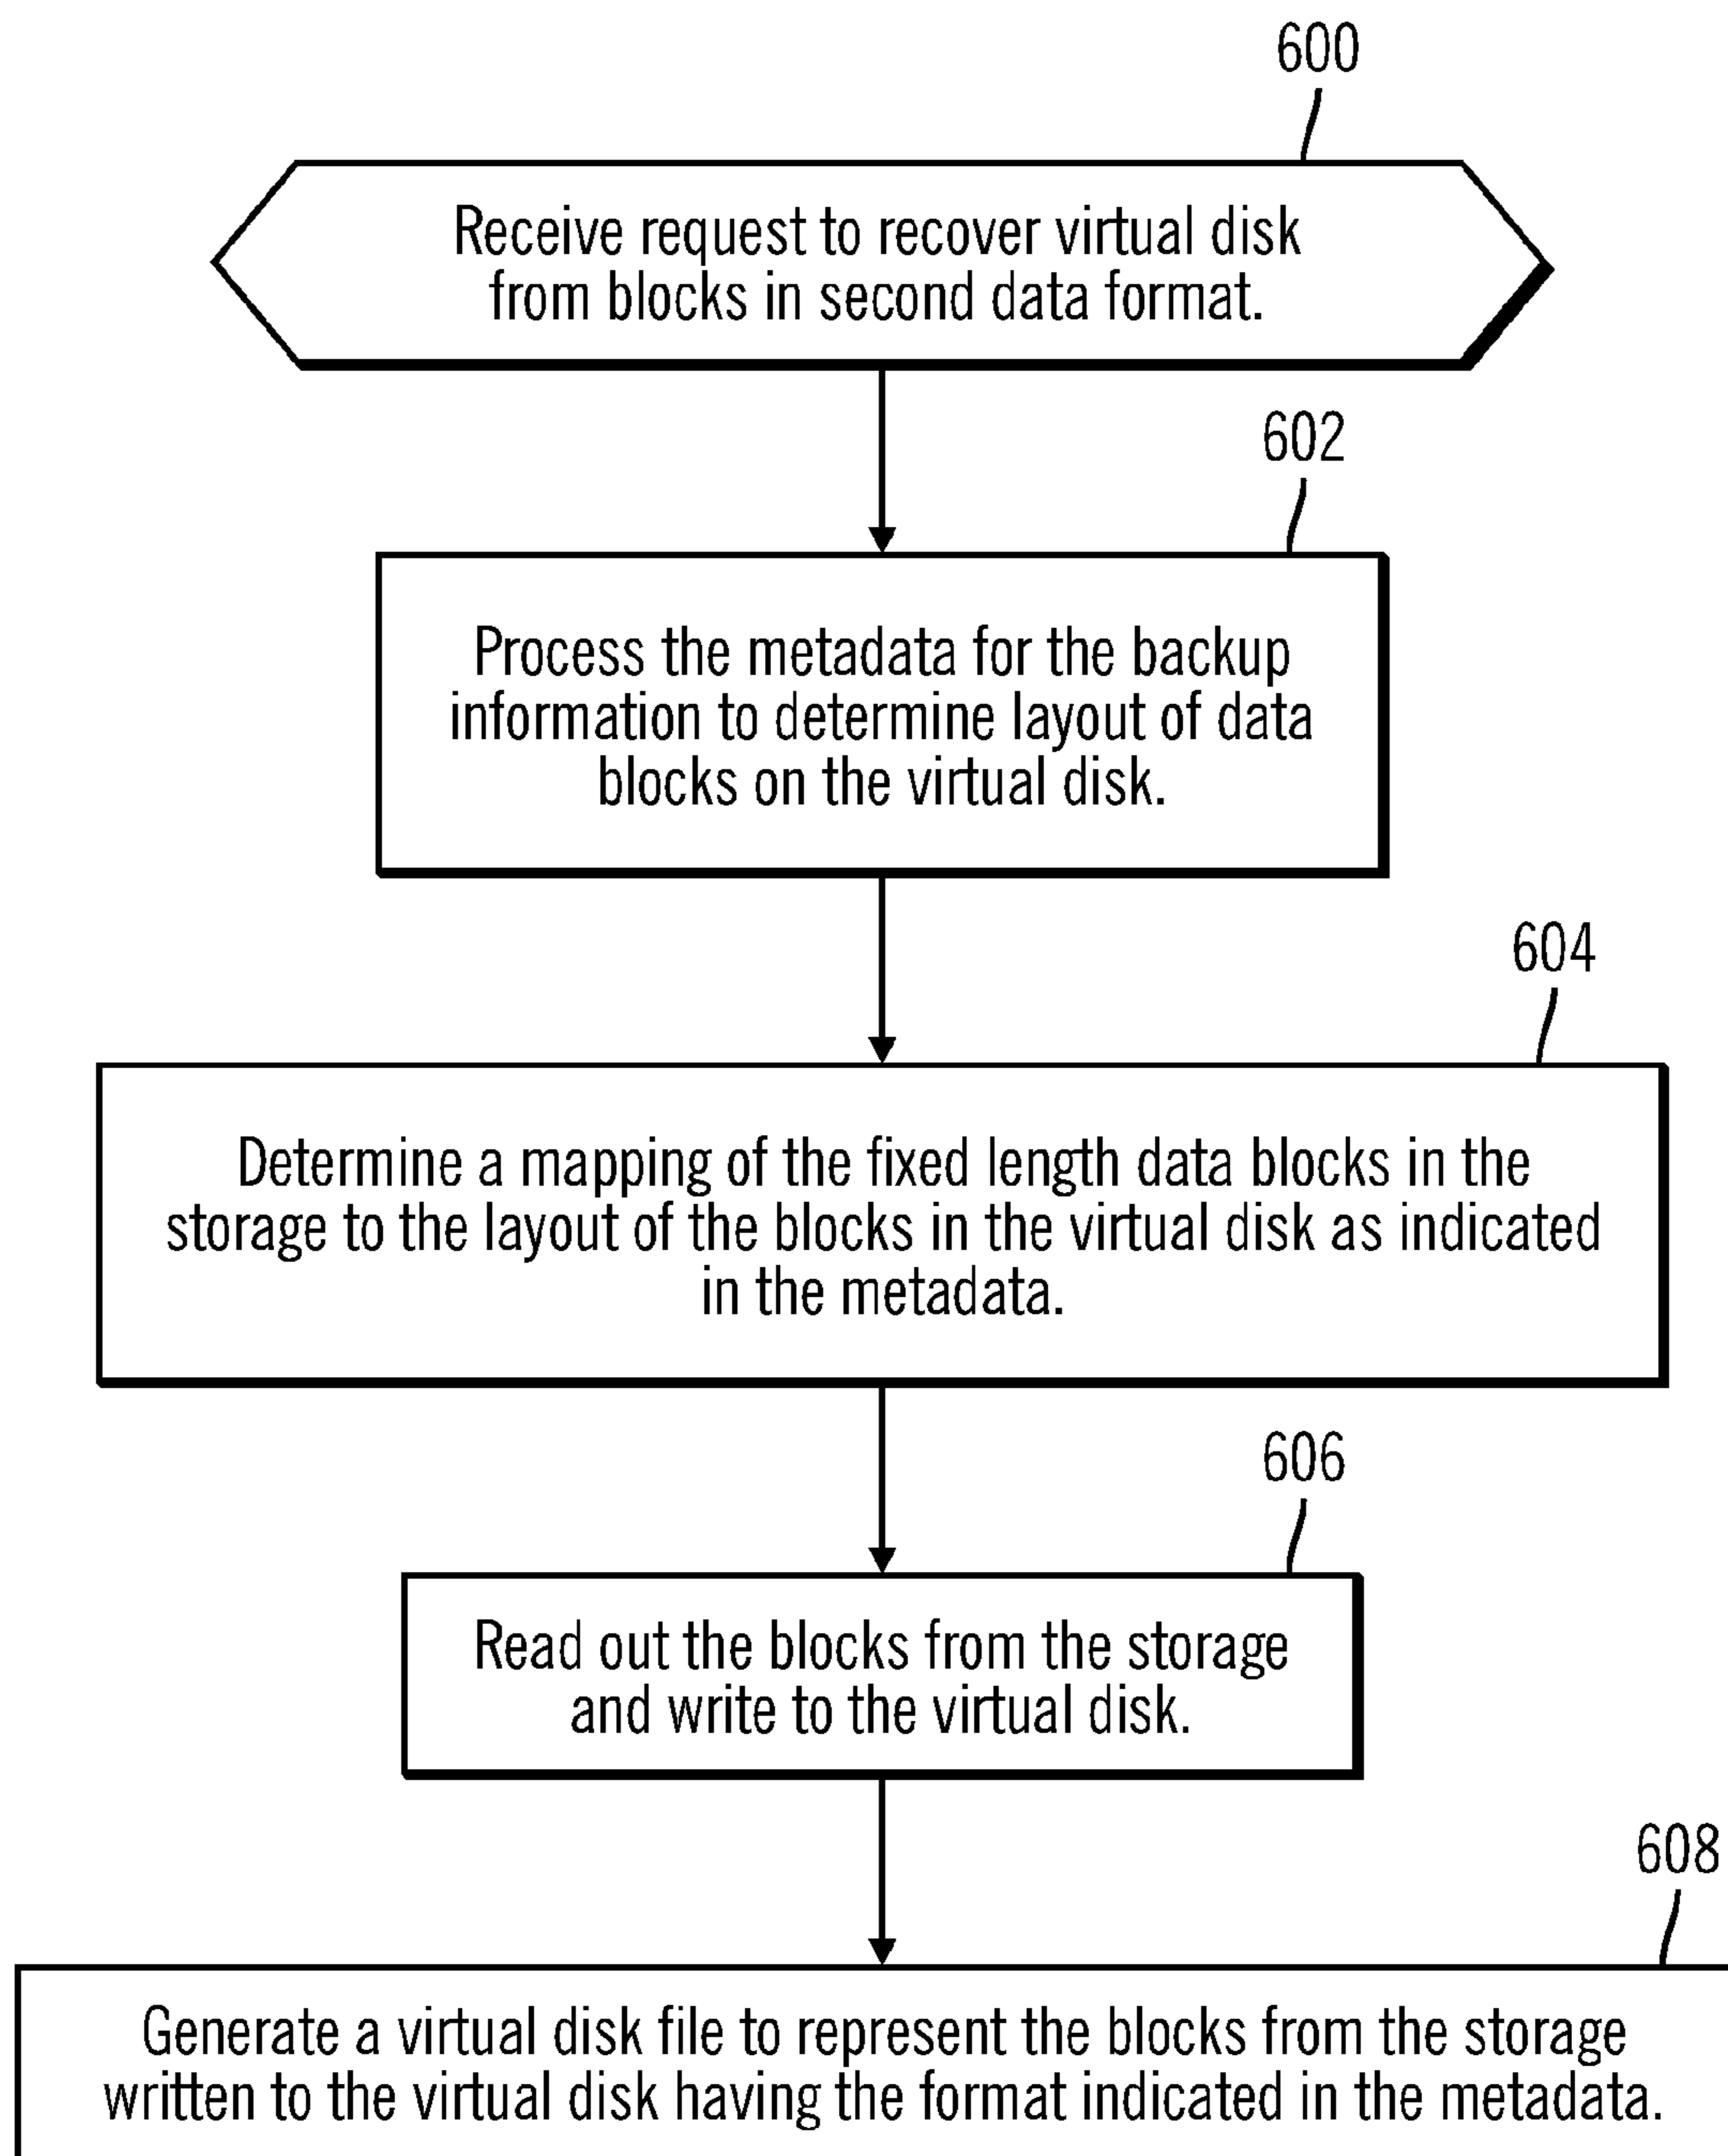 600
Receive request to recover virtual disk
from blocks in second data format.
602
Process the metadata for the backup
information to determine layout of data
blocks on the virtual disk.
604
Determine a mapping of the fixed length data blocks in the
storage to the layout of the blocks in the virtual disk as indicated
in the metadata.
606
Read out the blocks from the storage
and write to the virtual disk.
608
Generate a virtual disk file to represent the blocks from the storage
written to the virtual disk having the format indicated in the metadata.